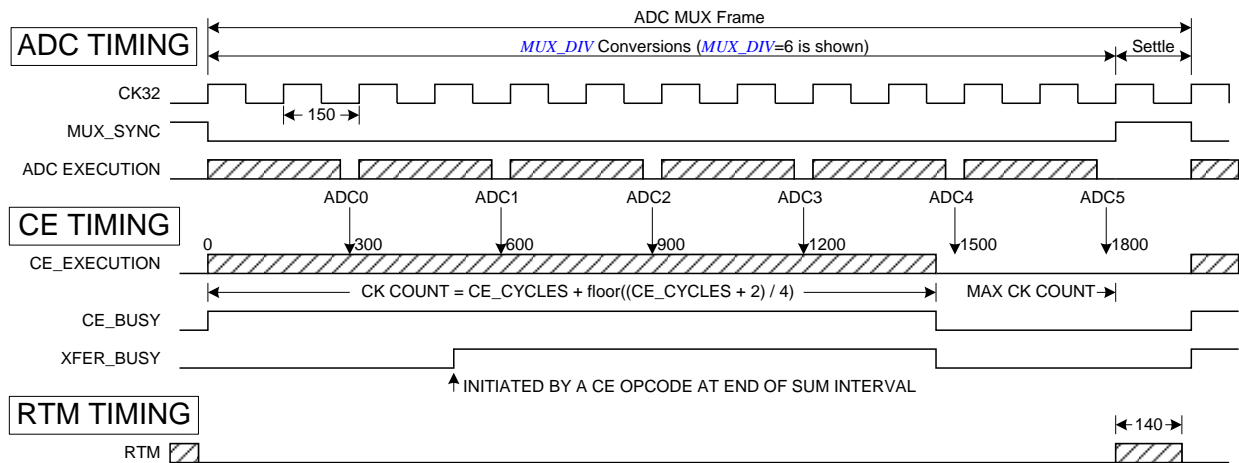 ADC MUX Frame
ADC TIMING
MUX_DIV Conversions (MUX_DIV=6 is shown)
Settle
CK32
150
MUX_SYNC
ADC EXECUTION
ADC0 ADC1 ADC2 ADC3 ADC4 ADC5
CE TIMING
0 300 600 900 1200 1500 1800
CE_EXECUTION
CK COUNT = CE_CYCLES + floor((CE_CYCLES + 2) / 4)
MAX CK COUNT
CE_BUSY
XFER_BUSY
INITIATED BY A CE OPCODE AT END OF SUM INTERVAL
RTM TIMING
140
RTM